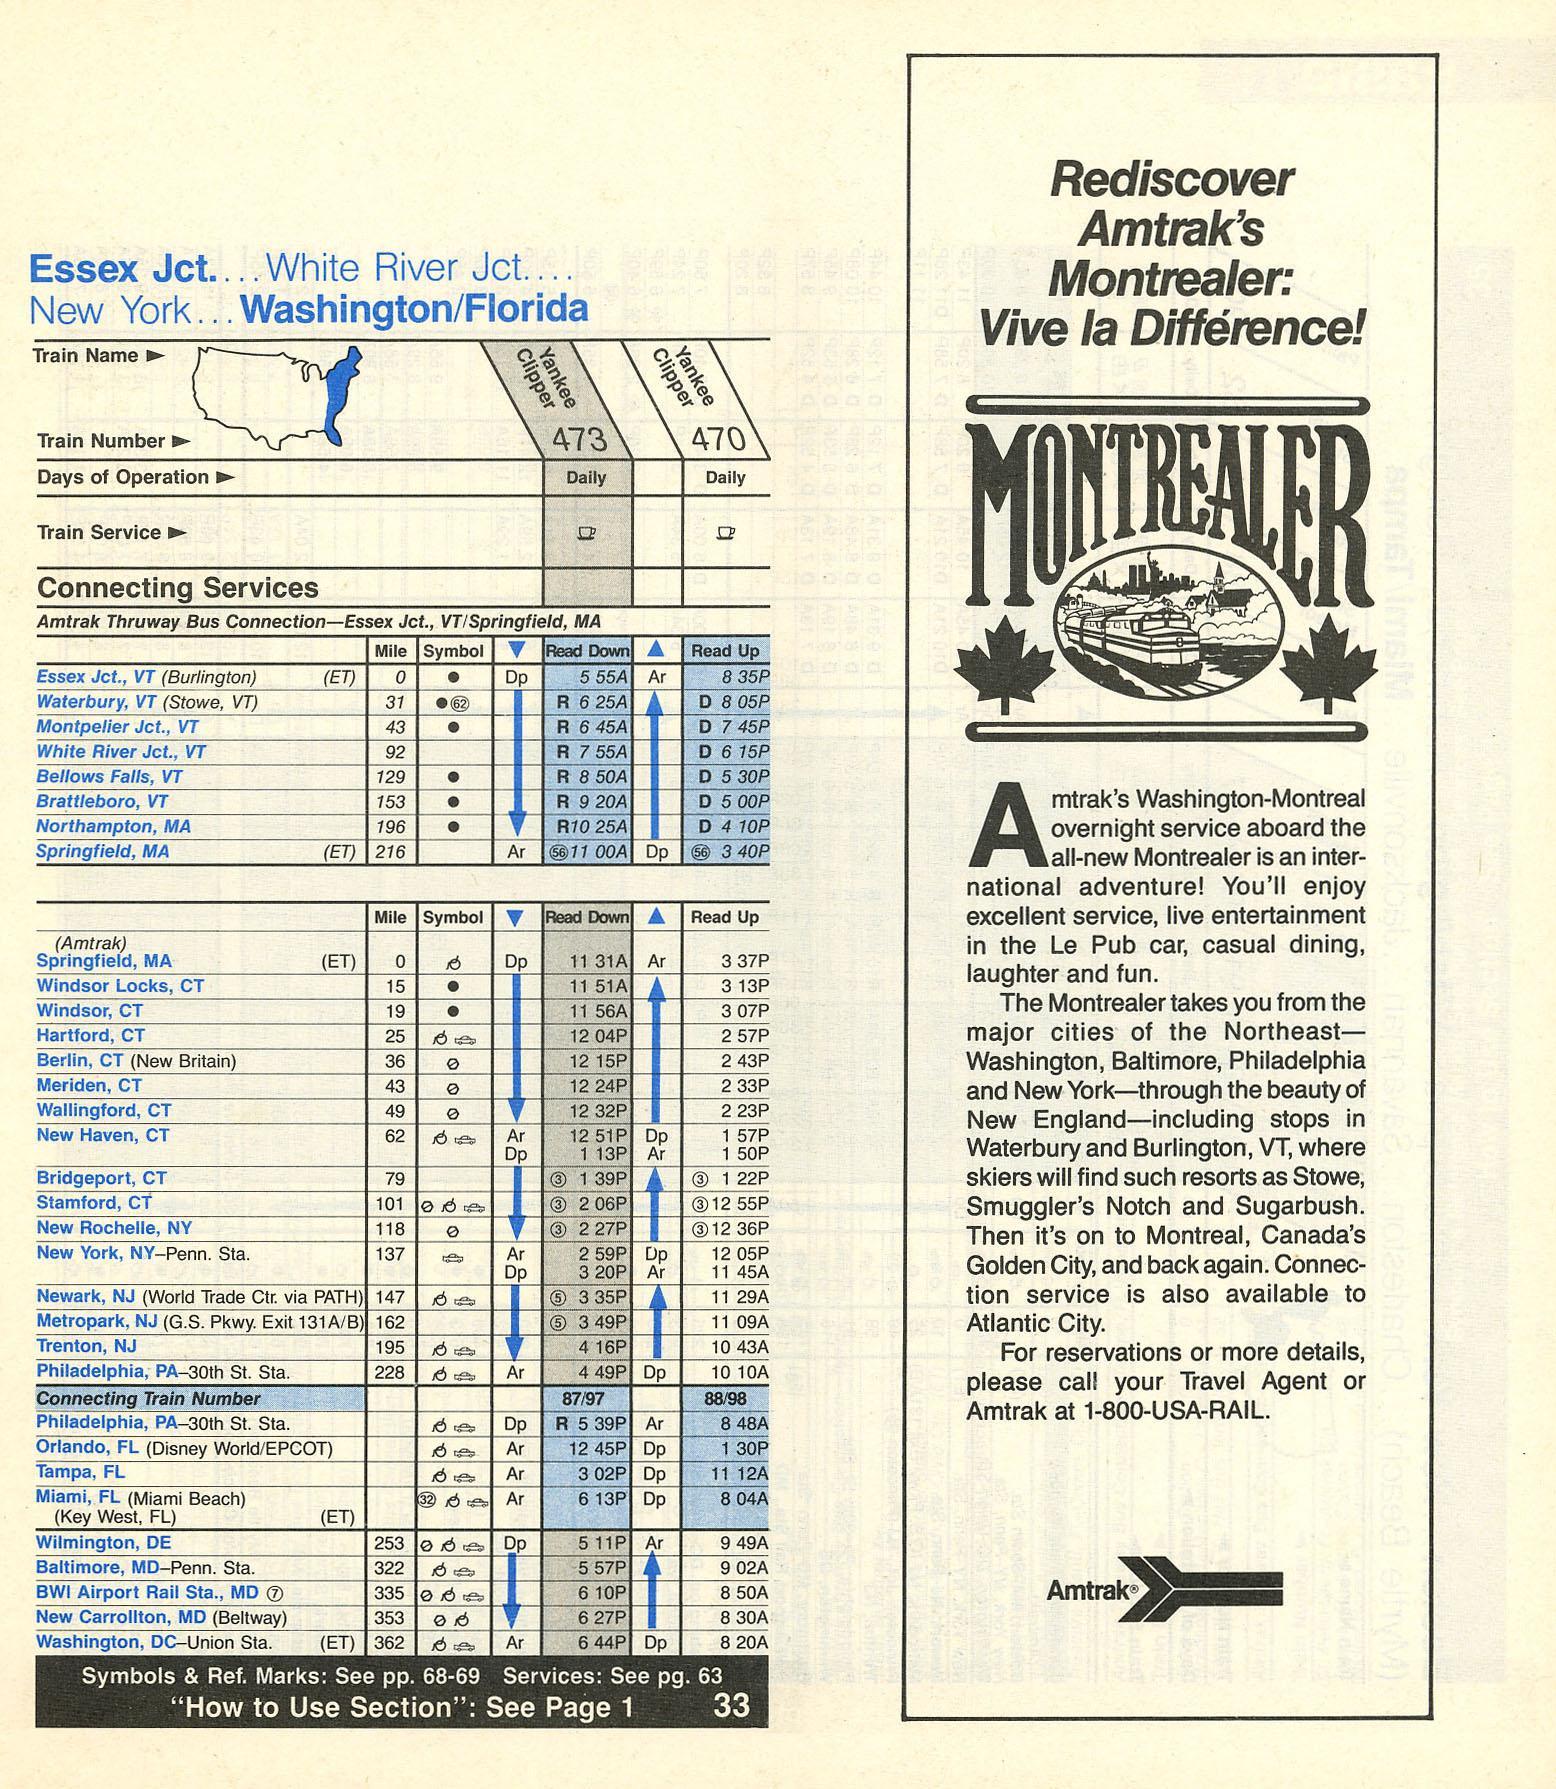 Essex Jct....White River Jct....
New York...Washington/Florida
Train Name ►
Yankee Clipper
Yankee Clipper
Train Number ► 473 470
Days of Operation ► Daily Daily
Train Service ►
Connecting Services
Amtrak Thruway Bus Connection—Essex Jct., VT/Springfield, MA
Mile Symbol ▼ Read Down ▲ Read Up
Essex Jct., VT (Burlington) (ET) 0 ● Dp 5 55A Ar 8 35P
Waterbury, VT (Stowe, VT) 31 ●62 R 6 25A D 8 05P
Montpelier Jct., VT 43 ● R 6 45A D 7 45P
White River Jct., VT 92 R 7 55A D 6 15P
Bellows Falls, VT 129 ● R 8 50A D 5 30P
Brattleboro, VT 153 ● R 9 20A D 5 00P
Northampton, MA 196 ● R10 25A D 4 10P
Springfield, MA (ET) 216 Ar 56 11 00A Dp 56 3 40P
Mile Symbol ▼ Read Down ▲ Read Up
(Amtrak)
Springfield, MA (ET) 0 Dp 11 31A Ar 3 37P
Windsor Locks, CT 15 ● 11 51A 3 13P
Windsor, CT 19 ● 11 56A 3 07P
Hartford, CT 25 12 04P 2 57P
Berlin, CT (New Britain) 36 12 15P 2 43P
Meriden, CT 43 12 24P 2 33P
Wallingford, CT 49 12 32P 2 23P
New Haven, CT 62 Ar 12 51P Dp 1 57P
Dp 1 13P Ar 1 50P
Bridgeport, CT 79 ③ 1 39P ③ 1 22P
Stamford, CT 101 ③ 2 06P ③12 55P
New Rochelle, NY 118 ③ 2 27P ③12 36P
New York, NY–Penn. Sta. 137 Ar 2 59P Dp 12 05P
Dp 3 20P Ar 11 45A
Newark, NJ (World Trade Ctr. via PATH) 147 ⑤ 3 35P 11 29A
Metropark, NJ (G.S. Pkwy. Exit 131A/B) 162 ⑤ 3 49P 11 09A
Trenton, NJ 195 4 16P 10 43A
Philadelphia, PA–30th St. Sta. 228 Ar 4 49P Dp 10 10A
Connecting Train Number 87/97 88/98
Philadelphia, PA–30th St. Sta. Dp R 5 39P Ar 8 48A
Orlando, FL (Disney World/EPCOT) Ar 12 45P Dp 1 30P
Tampa, FL Ar 3 02P Dp 11 12A
Miami, FL (Miami Beach) 32 Ar 6 13P Dp 8 04A
(Key West, FL) (ET)
Wilmington, DE 253 Dp 5 11P Ar 9 49A
Baltimore, MD–Penn. Sta. 322 5 57P 9 02A
BWI Airport Rail Sta., MD ⑦ 335 6 10P 8 50A
New Carrollton, MD (Beltway) 353 6 27P 8 30A
Washington, DC–Union Sta. (ET) 362 Ar 6 44P Dp 8 20A
Symbols & Ref. Marks: See pp. 68-69 Services: See pg. 63
“How to Use Section”: See Page 1 33
Rediscover
Amtrak’s
Montrealer:
Vive la Différence!
MONTREALER
Amtrak’s Washington-Montreal
overnight service aboard the
all-new Montrealer is an inter-
national adventure! You’ll enjoy
excellent service, live entertainment
in the Le Pub car, casual dining,
laughter and fun.
The Montrealer takes you from the
major cities of the Northeast—
Washington, Baltimore, Philadelphia
and New York—through the beauty of
New England—including stops in
Waterbury and Burlington, VT, where
skiers will find such resorts as Stowe,
Smuggler’s Notch and Sugarbush.
Then it’s on to Montreal, Canada’s
Golden City, and back again. Connec-
tion service is also available to
Atlantic City.
For reservations or more details,
please call your Travel Agent or
Amtrak at 1-800-USA-RAIL.
Amtrak®